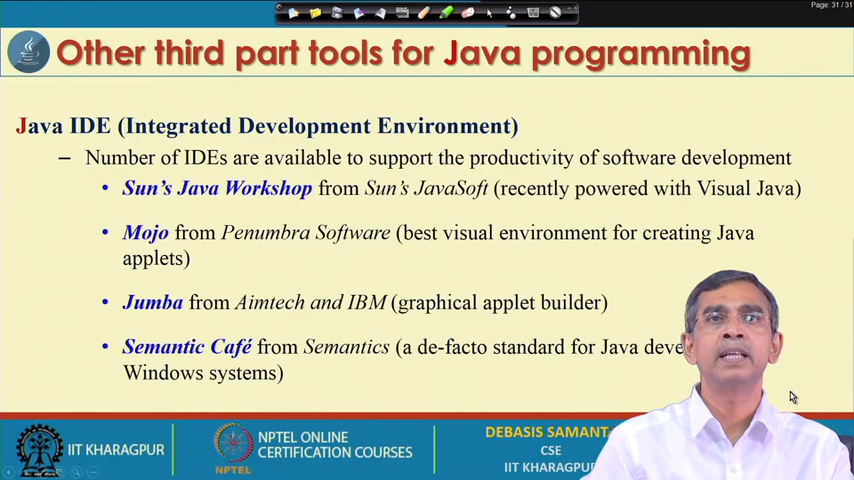 Page: 31 / 31
Other third part tools for Java programming
Java IDE (Integrated Development Environment)
– Number of IDEs are available to support the productivity of software development
• Sun's Java Workshop from Sun's JavaSoft (recently powered with Visual Java)
• Mojo from Penumbra Software (best visual environment for creating Java
applets)
• Jumba from Aimtech and IBM (graphical applet builder)
• Semantic Café from Semantics (a de-facto standard for Java deve
Windows systems)
IIT KHARAGPUR
NPTEL
NPTEL ONLINE
CERTIFICATION COURSES
DEBASIS SAMANT
CSE
IIT KHARAGPUR